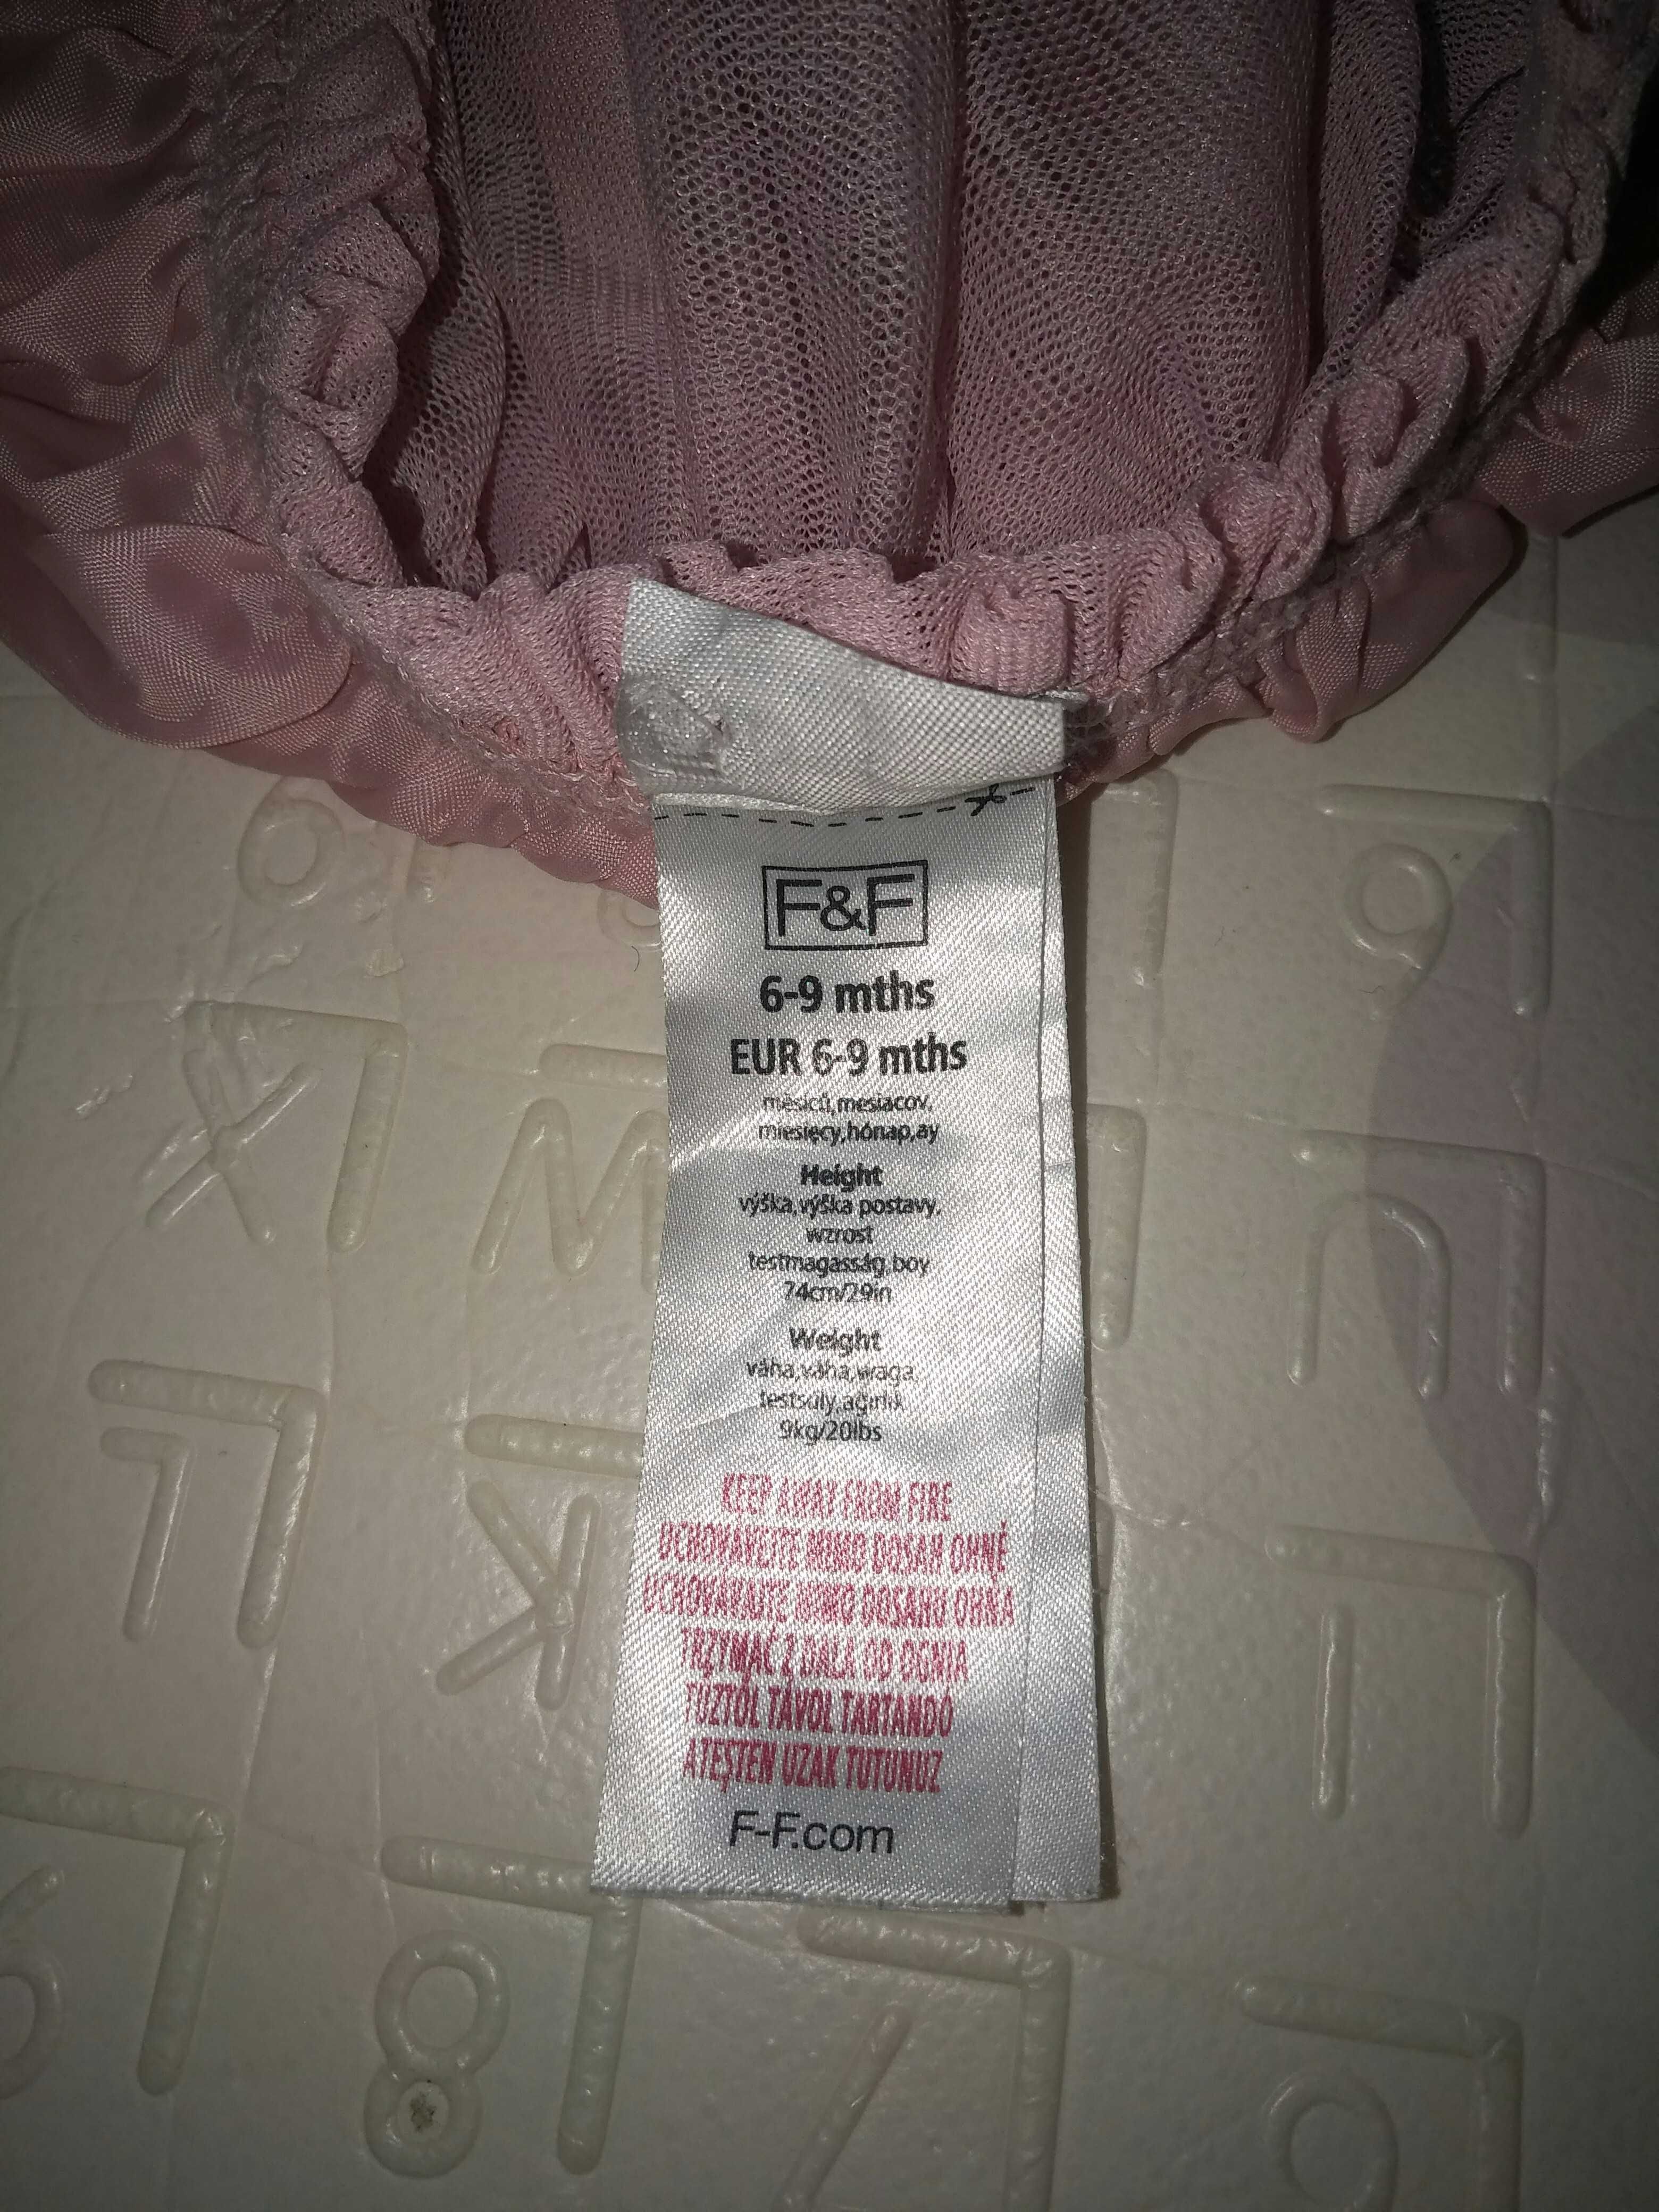 F&F
6-9 mths
EUR 6-9 mths
měsíců,mesiacov,
miesięcy,hónap,ay
Height
výška,výška postavy,
wzrost
testmagasság,boy
74cm/29in
Weight
váha,váha,waga,
testsúly,ağırlık
9kg/20lbs
KEEP AWAY FROM FIRE
UCHOVÁVEJTE MIMO DOSAH OHNĚ
UCHOVÁVAJTE MIMO DOSAHU OHŇA
TRZYMAĆ Z DALA OD OGNIA
TŰZTŐL TÁVOL TARTANDÓ
ATEŞTEN UZAK TUTUNUZ
F-F.com